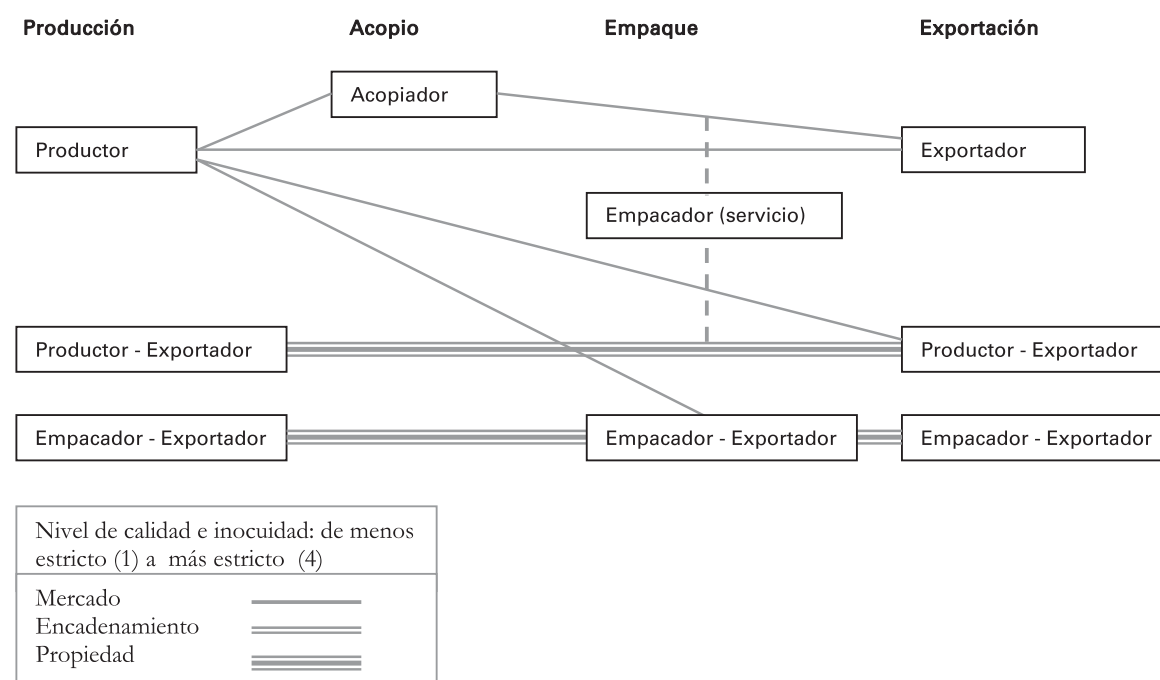 Producción Acopio Empaque Exportación
Acopiador
Productor
Exportador
Empacador (servicio)
Productor - Exportador
Productor - Exportador
Empacador - Exportador
Empacador - Exportador
Empacador - Exportador
Nivel de calidad e inocuidad: de menos
estricto (1) a más estricto (4)
Mercado
Encadenamiento
Propiedad